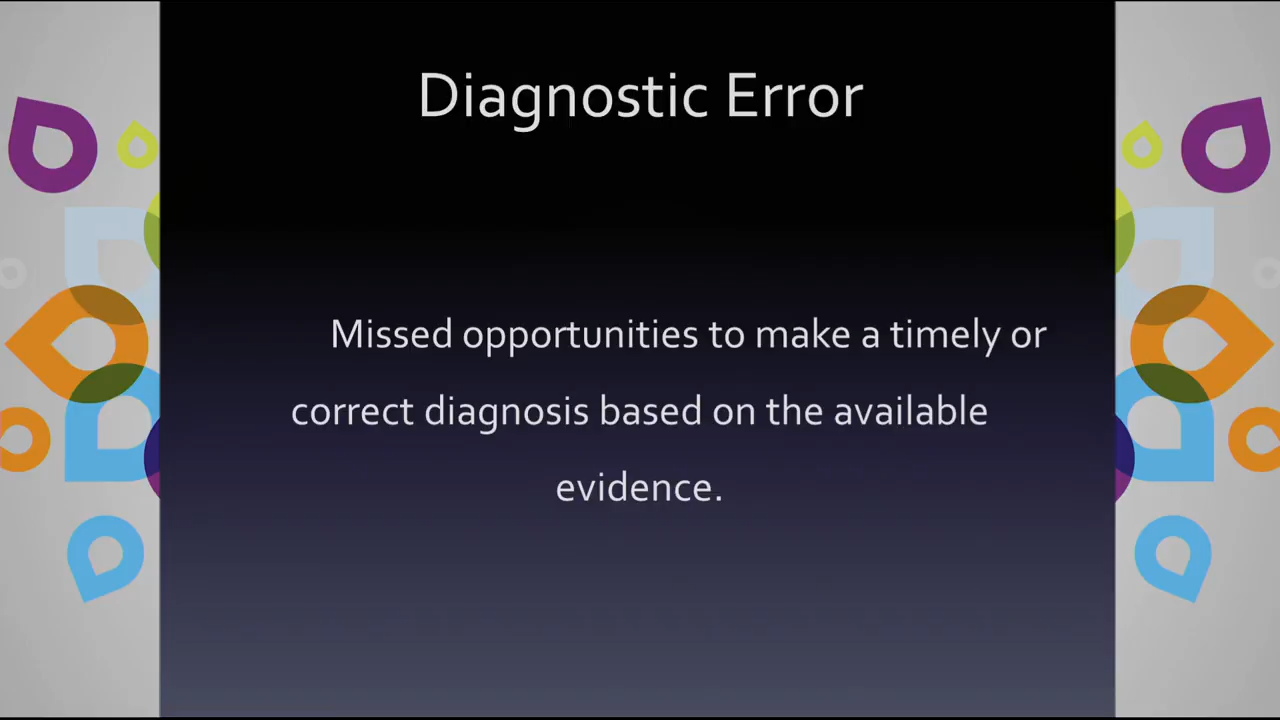 Diagnostic Error
Missed opportunities to make a timely or
correct diagnosis based on the available
evidence.